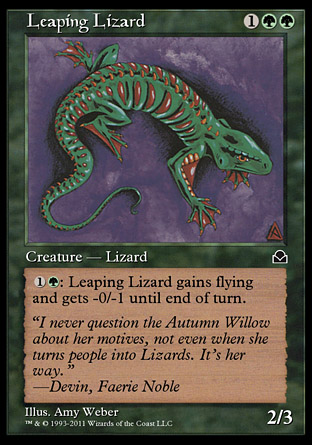 Leaping Lizard 1
Creature — Lizard
1 : Leaping Lizard gains flying
and gets -0/-1 until end of turn.
“I never question the Autumn Willow
about her motives, not even when she
turns people into Lizards. It’s her
way.”
—Devin, Faerie Noble
Illus. Amy Weber
™ & © 1993-2011 Wizards of the Coast LLC
2/3